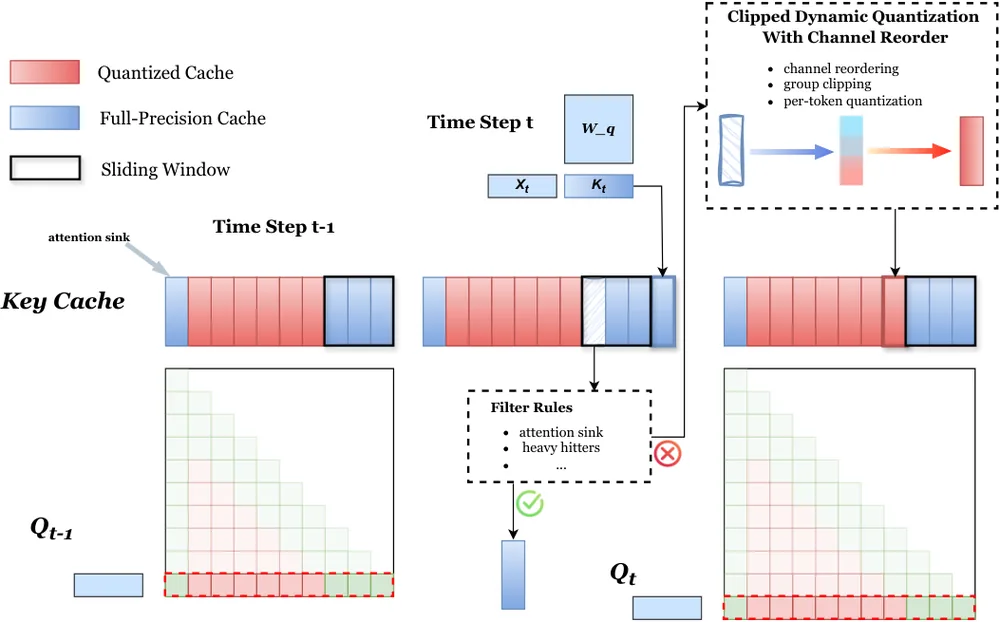 Clipped Dynamic Quantization
With Channel Reorder
• channel reordering
• group clipping
• per-token quantization
Quantized Cache
Full-Precision Cache
Sliding Window
Time Step t
W_q
X_t
K_t
Time Step t-1
attention sink
Key Cache
Filter Rules
• attention sink
• heavy hitters
• ...
Q_t-1
Q_t